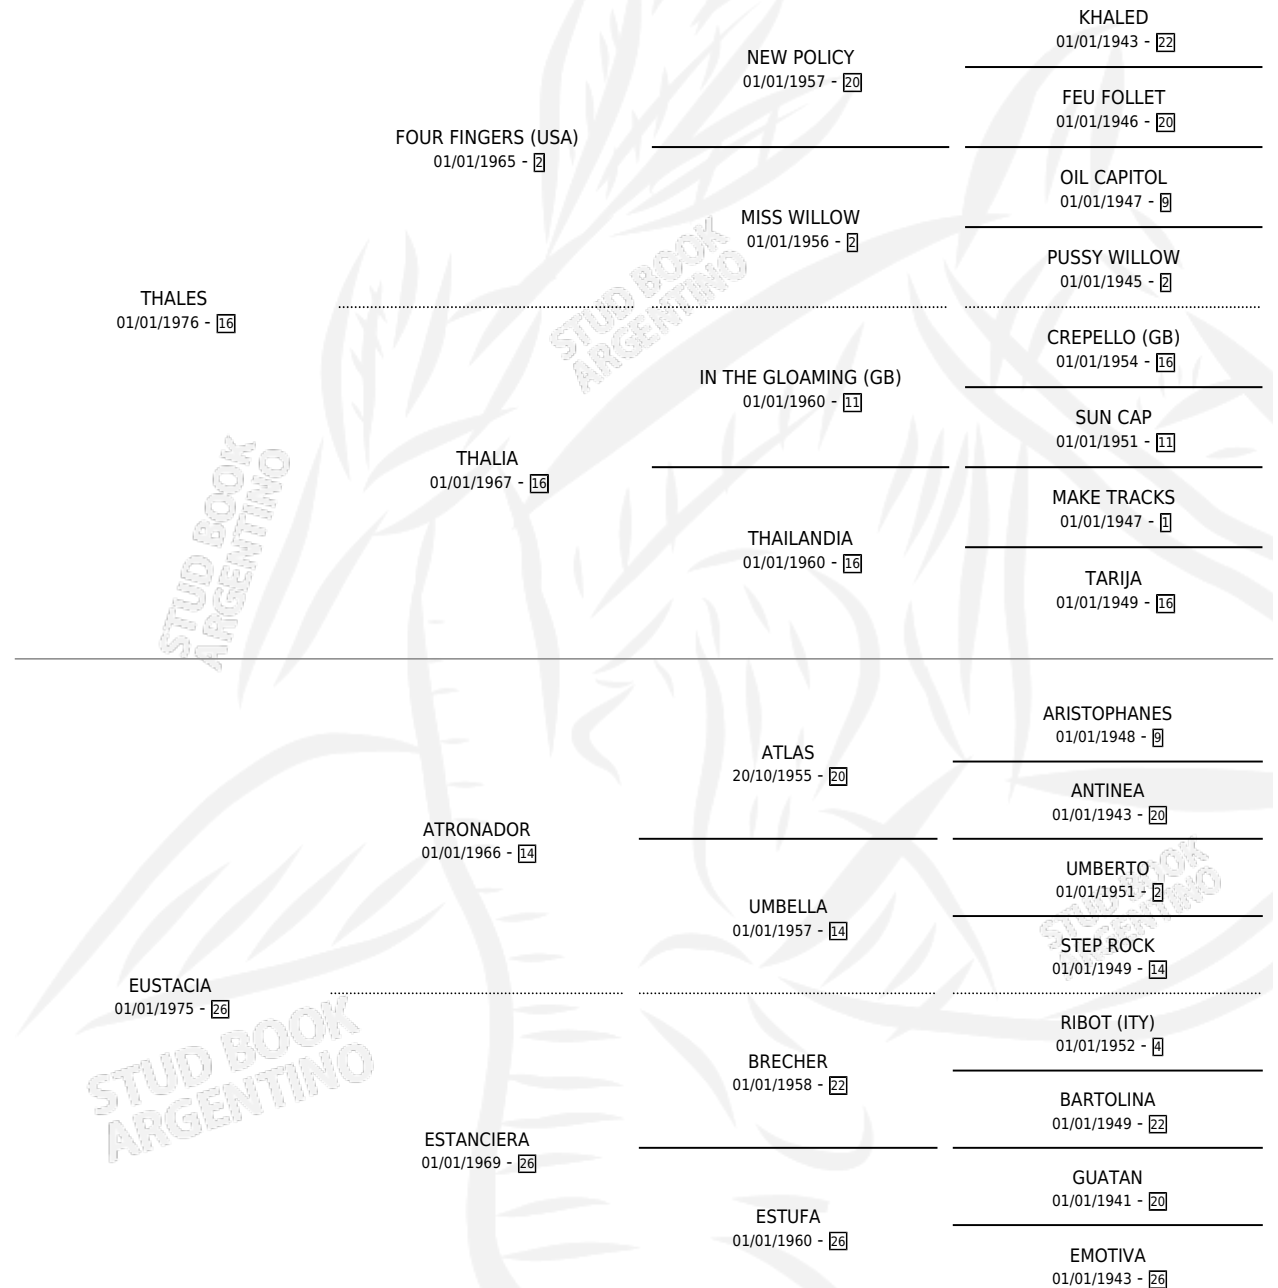 KHALED
01/01/1943 - 22
NEW POLICY
01/01/1957 - 20
FEU FOLLET
01/01/1946 - 20
FOUR FINGERS (USA)
01/01/1965 - 2
OIL CAPITOL
01/01/1947 - 9
MISS WILLOW
01/01/1956 - 2
PUSSY WILLOW
01/01/1945 - 2
THALES
01/01/1976 - 16
STUD BOOK
ARGENTINO
CREPELLO (GB)
01/01/1954 - 16
IN THE GLOAMING (GB)
01/01/1960 - 11
SUN CAP
01/01/1951 - 11
THALIA
01/01/1967 - 16
MAKE TRACKS
01/01/1947 - 1
THAILANDIA
01/01/1960 - 16
TARIJA
01/01/1949 - 16
STUD BOOK
ARGENTINO
ARISTOPHANES
01/01/1948 - 9
ATLAS
20/10/1955 - 20
ANTINEA
01/01/1943 - 20
ATRONADOR
01/01/1966 - 14
UMBERTO
01/01/1951 - 2
UMBELLA
01/01/1957 - 14
STUD BOOK
ARGENTINO
STEP ROCK
01/01/1949 - 14
EUSTACIA
01/01/1975 - 26
RIBOT (ITY)
01/01/1952 - 4
BRECHER
01/01/1958 - 22
STUD BOOK
ARGENTINO
BARTOLINA
01/01/1949 - 22
ESTANCIERA
01/01/1969 - 26
GUATAN
01/01/1941 - 20
ESTUFA
01/01/1960 - 26
EMOTIVA
01/01/1943 - 26